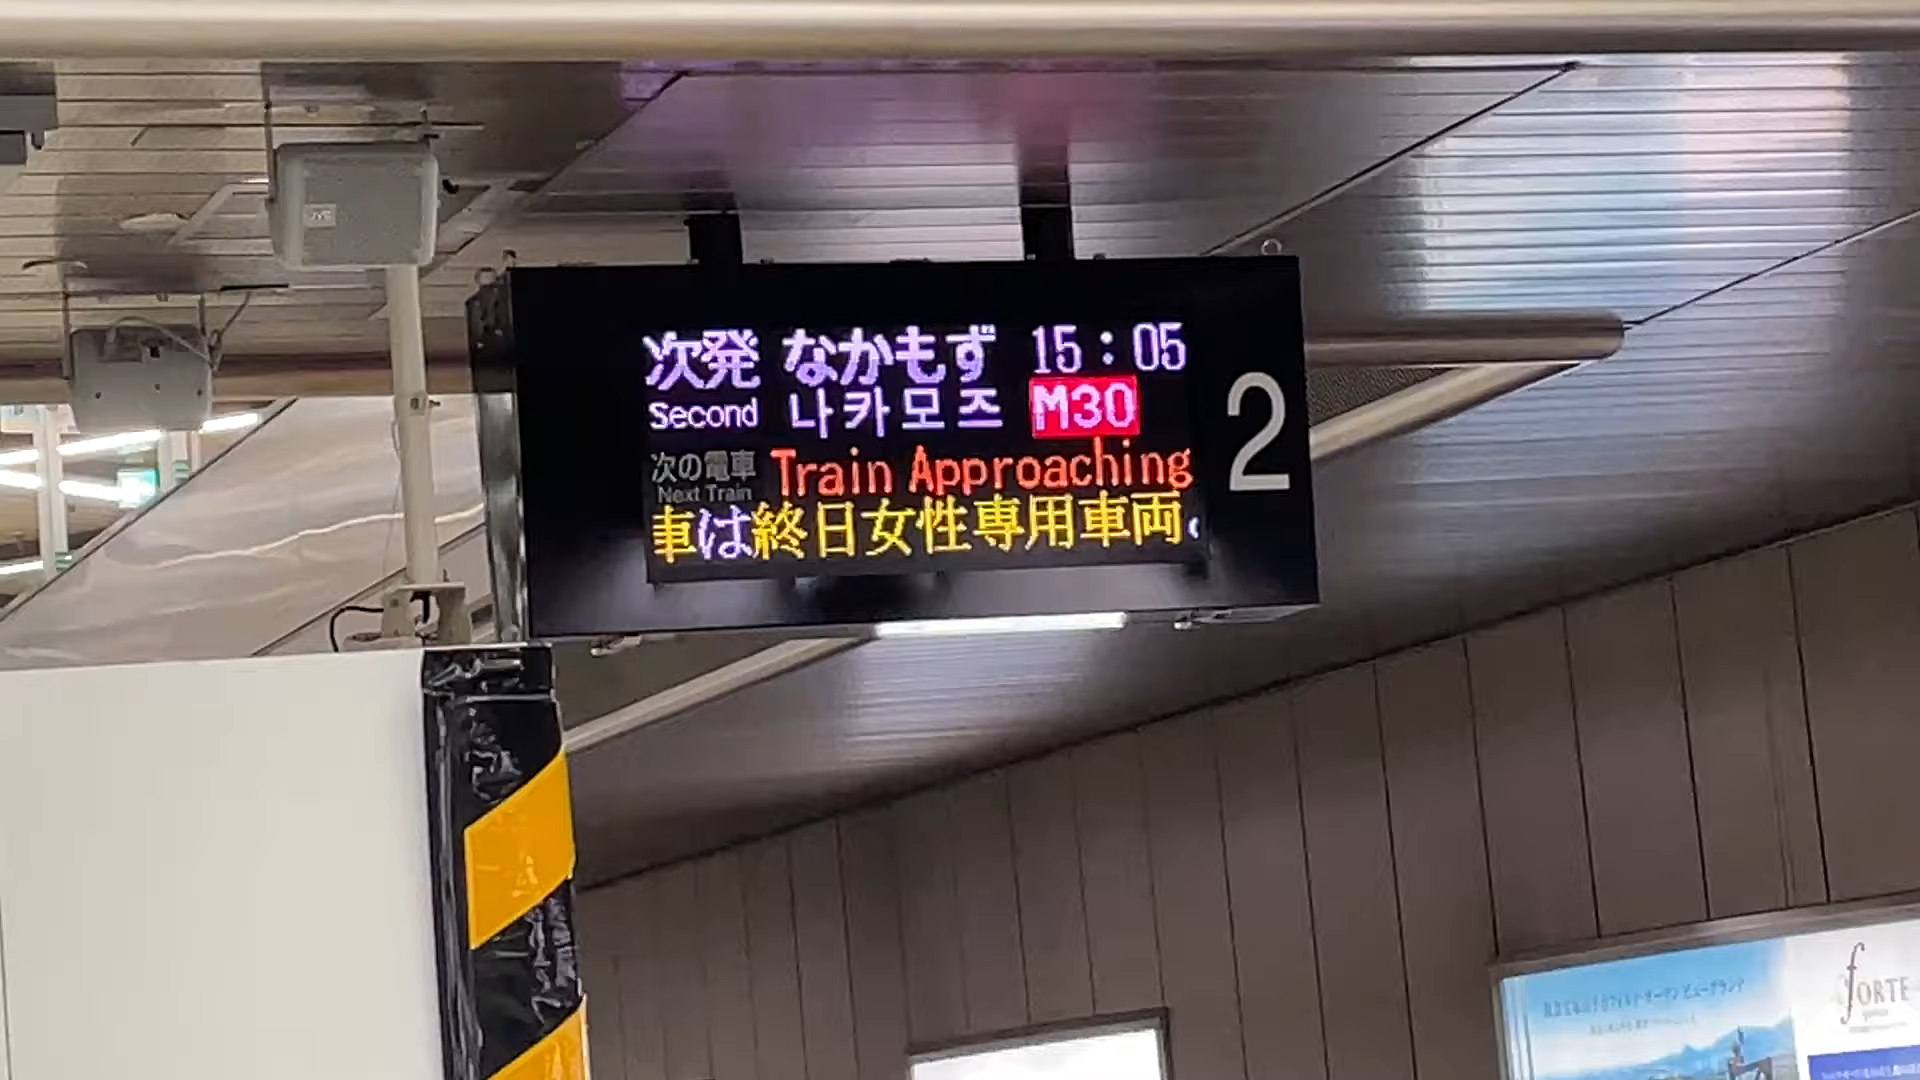 次発 なかもず 15:05
Second 나카모즈 M30
次の電車 Train Approaching
Next Train
車は終日女性専用車両。
2
FORTE